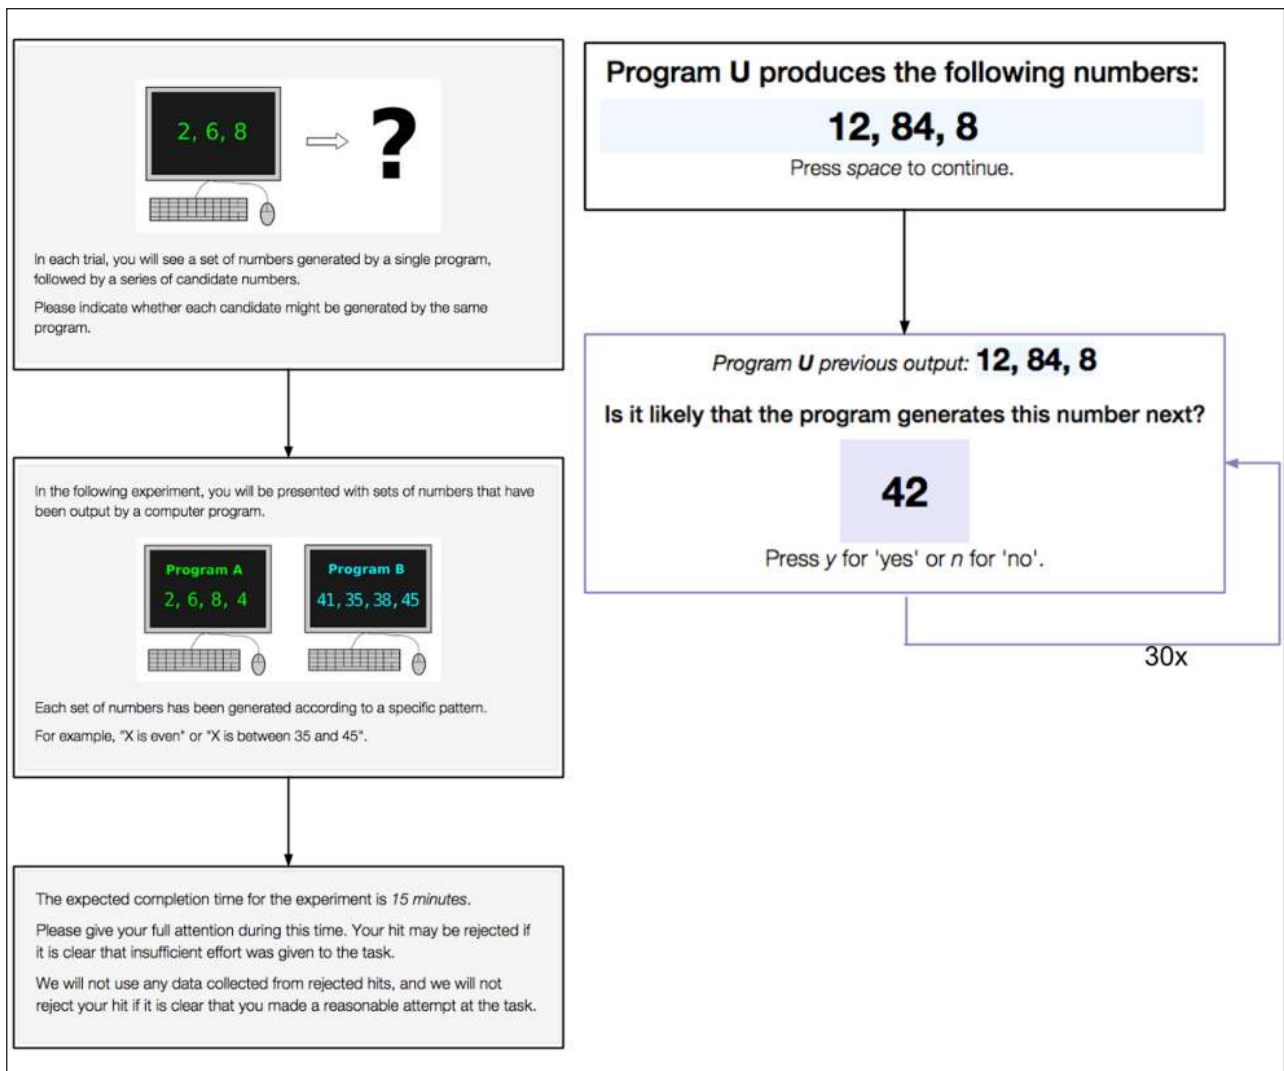 2, 6, 8
?
In each trial, you will see a set of numbers generated by a single program,
followed by a series of candidate numbers.
Please indicate whether each candidate might be generated by the same
program.
In the following experiment, you will be presented with sets of numbers that have
been output by a computer program.
Program A
2, 6, 8, 4
Program B
41,35,38,45
Each set of numbers has been generated according to a specific pattern.
For example, "X is even" or "X is between 35 and 45".
The expected completion time for the experiment is 15 minutes.
Please give your full attention during this time. Your hit may be rejected if
it is clear that insufficient effort was given to the task.
We will not use any data collected from rejected hits, and we will not
reject your hit if it is clear that you made a reasonable attempt at the task.
Program U produces the following numbers:
12, 84, 8
Press space to continue.
Program U previous output: 12, 84, 8
Is it likely that the program generates this number next?
42
Press y for 'yes' or n for 'no'.
30x